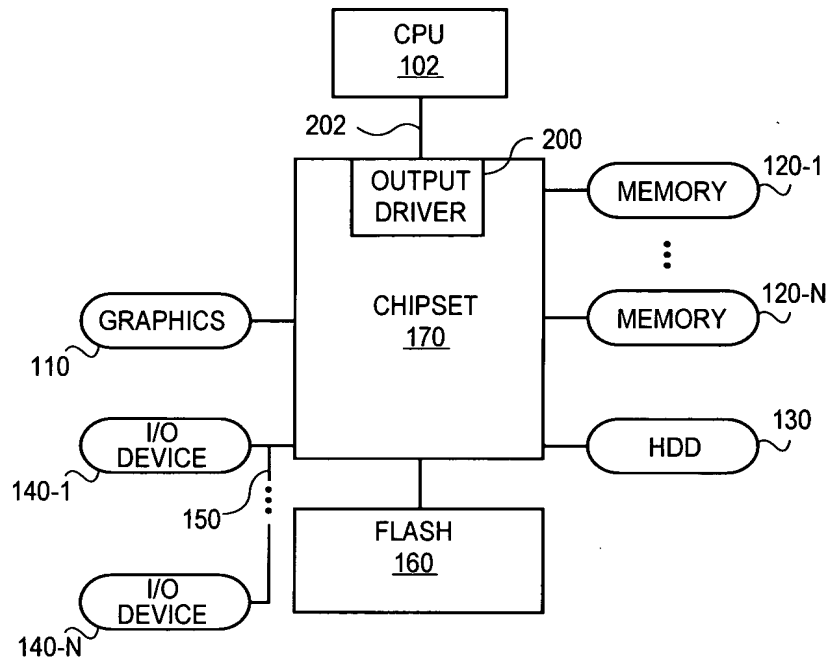 CPU
102
202
200
OUTPUT
DRIVER
MEMORY
120-1
CHIPSET
170
MEMORY
120-N
GRAPHICS
110
I/O
DEVICE
140-1
150
HDD
130
FLASH
160
I/O
DEVICE
140-N